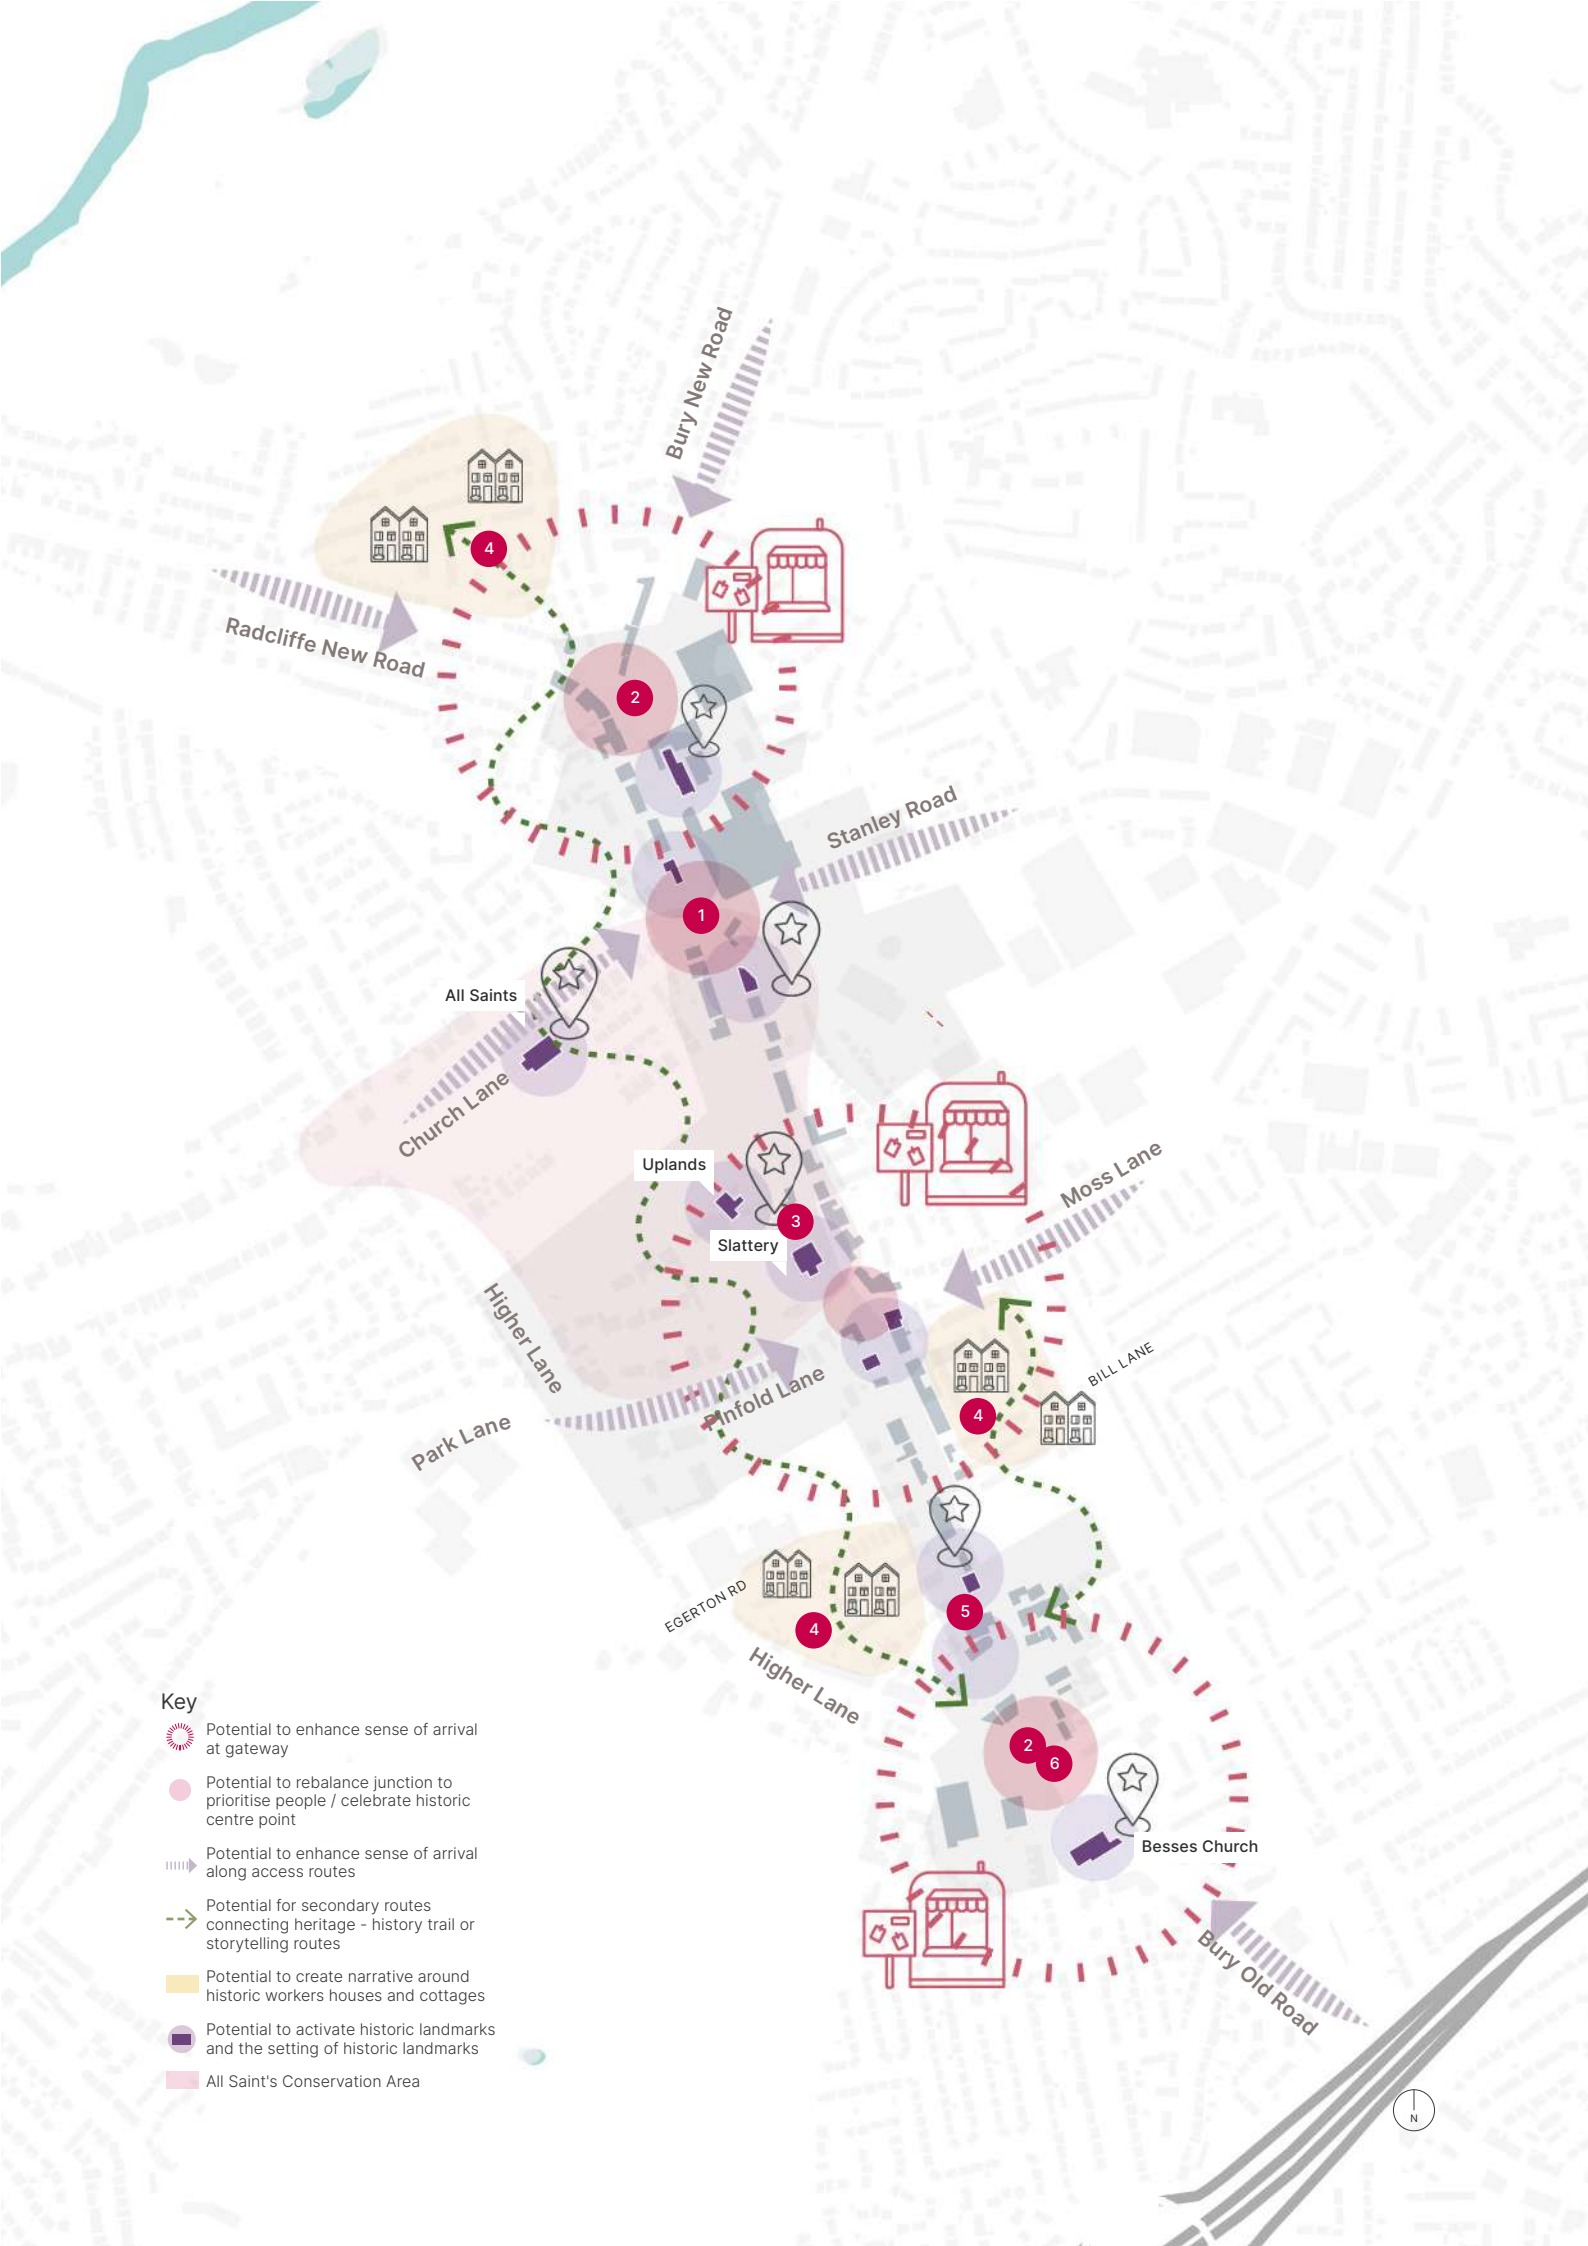 Bury New Road
4
Radcliffe New Road
2
Stanley Road
1
All Saints
Church Lane
Uplands
3
Slattery
Moss Lane
Higher Lane
BILL LANE
Pinfold Lane
Park Lane
4
EGERTON RD
5
4
Higher Lane
2
6
Besses Church
Bury Old Road
Key
Potential to enhance sense of arrival
at gateway
Potential to rebalance junction to
prioritise people / celebrate historic
centre point
Potential to enhance sense of arrival
along access routes
Potential for secondary routes
connecting heritage - history trail or
storytelling routes
Potential to create narrative around
historic workers houses and cottages
Potential to activate historic landmarks
and the setting of historic landmarks
All Saint's Conservation Area
N